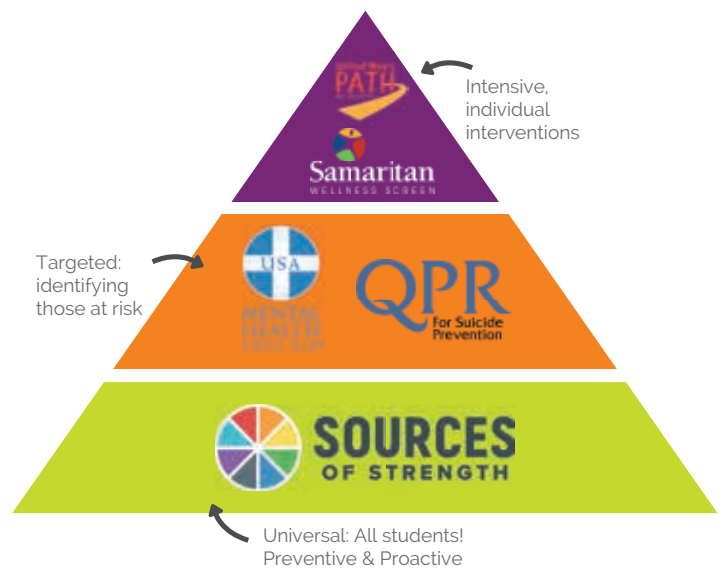 PATH
Intensive,
individual
interventions
Samaritan
WELLNESS SCREEN
Targeted:
identifying
those at risk
USA
MENTAL
HEALTH
QPR
For Suicide
Prevention
SOURCES
OF STRENGTH
Universal: All students!
Preventive & Proactive